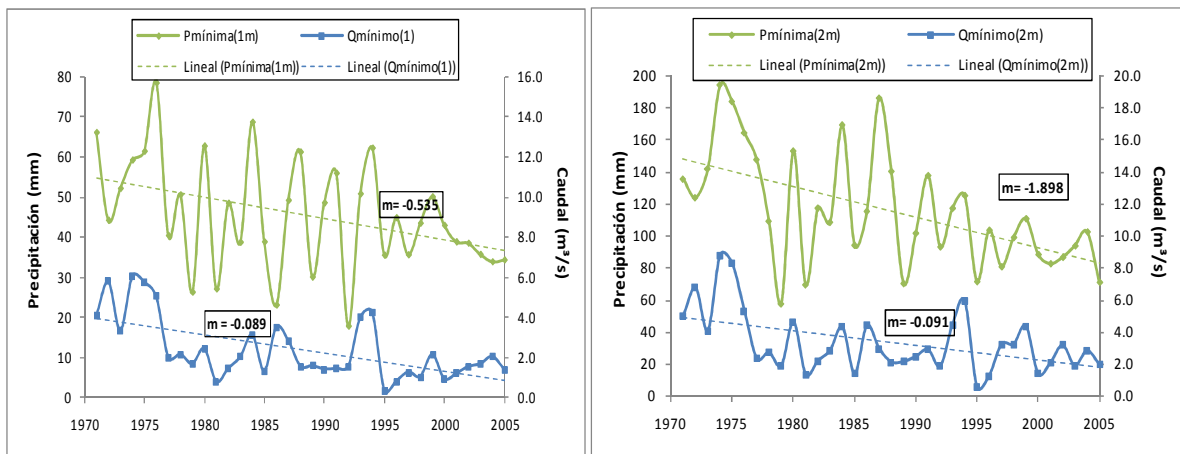 Pmínima(1m) Qmínimo(1)
Lineal (Pmínima(1m)) Lineal (Qmínimo(1))
Precipitación (mm)
80
70
60
50
40
30
20
10
0
16.0
14.0
12.0
10.0
8.0
6.0
4.0
2.0
0.0
Caudal (m³/s)
m= -0.535
m = -0.089
1970 1975 1980 1985 1990 1995 2000 2005
Pmínima(2m) Qmínimo(2m)
Lineal (Pmínima(2m)) Lineal (Qmínimo(2m))
Precipitación (mm)
200
180
160
140
120
100
80
60
40
20
0
20.0
18.0
16.0
14.0
12.0
10.0
8.0
6.0
4.0
2.0
0.0
Caudal (m³/s)
m= -1.898
m = -0.091
1970 1975 1980 1985 1990 1995 2000 2005